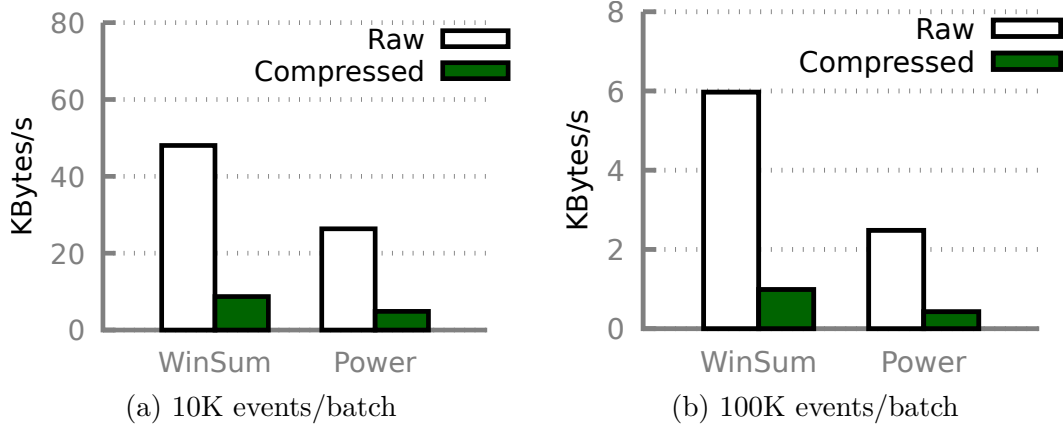 80
60
40
20
0
KBytes/s
Raw
Compressed
WinSum Power
(a) 10K events/batch
8
6
4
2
0
KBytes/s
Raw
Compressed
WinSum Power
(b) 100K events/batch